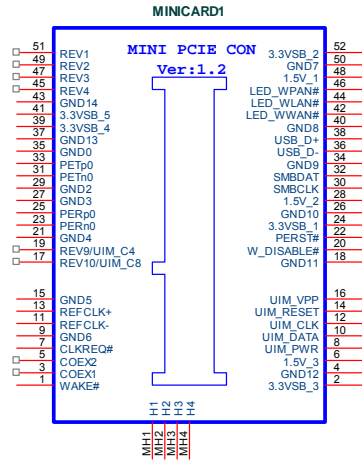 MINICARD1
MINI PCIE CON
Ver:1.2
51 REV1 3.3VSB_2 52
49 REV2 GND7 50
47 REV3 1.5V_1 48
45 REV4 LED_WPAN# 46
43 GND14 LED_WLAN# 44
41 3.3VSB_5 LED_WWAN# 42
39 3.3VSB_4 GND8 40
37 GND13 USB_D+ 38
35 GND0 USB_D- 36
33 PETp0 GND9 34
31 PETn0 SMBDAT 32
29 GND2 SMBCLK 30
27 GND3 1.5V_2 28
25 PERp0 GND10 26
23 PERn0 3.3VSB_1 24
21 GND4 PERST# 22
19 REV9/UIM_C4 W_DISABLE# 20
17 REV10/UIM_C8 GND11 18
15 GND5 UIM_VPP 16
13 REFCLK+ UIM_RESET 14
11 REFCLK- UIM_CLK 12
9 GND6 UIM_DATA 10
7 CLKREQ# UIM_PWR 8
5 COEX2 1.5V_3 6
3 COEX1 GND12 4
1 WAKE# 3.3VSB_3 2
H1 H2 H3 H4
MH1 MH2 MH3 MH4